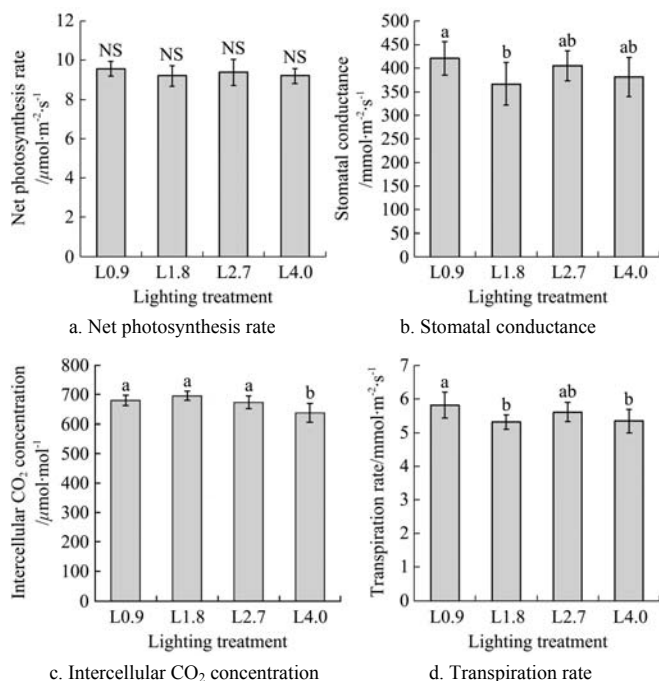 Net photosynthesis rate
/μmol·m⁻²·s⁻¹
12
10
8
6
4
2
0
NS NS NS NS
L0.9 L1.8 L2.7 L4.0
Lighting treatment
a. Net photosynthesis rate
Stomatal conductance
/mmol·m⁻²·s⁻¹
500
450
400
350
300
250
200
150
100
50
0
a b ab ab
L0.9 L1.8 L2.7 L4.0
Lighting treatment
b. Stomatal conductance
Intercellular CO₂ concentration
/μmol·mol⁻¹
800
700
600
500
400
300
200
100
0
a a a b
L0.9 L1.8 L2.7 L4.0
Lighting treatment
c. Intercellular CO₂ concentration
Transpiration rate/mmol·m⁻²·s⁻¹
7
6
5
4
3
2
1
0
a b ab b
L0.9 L1.8 L2.7 L4.0
Lighting treatment
d. Transpiration rate